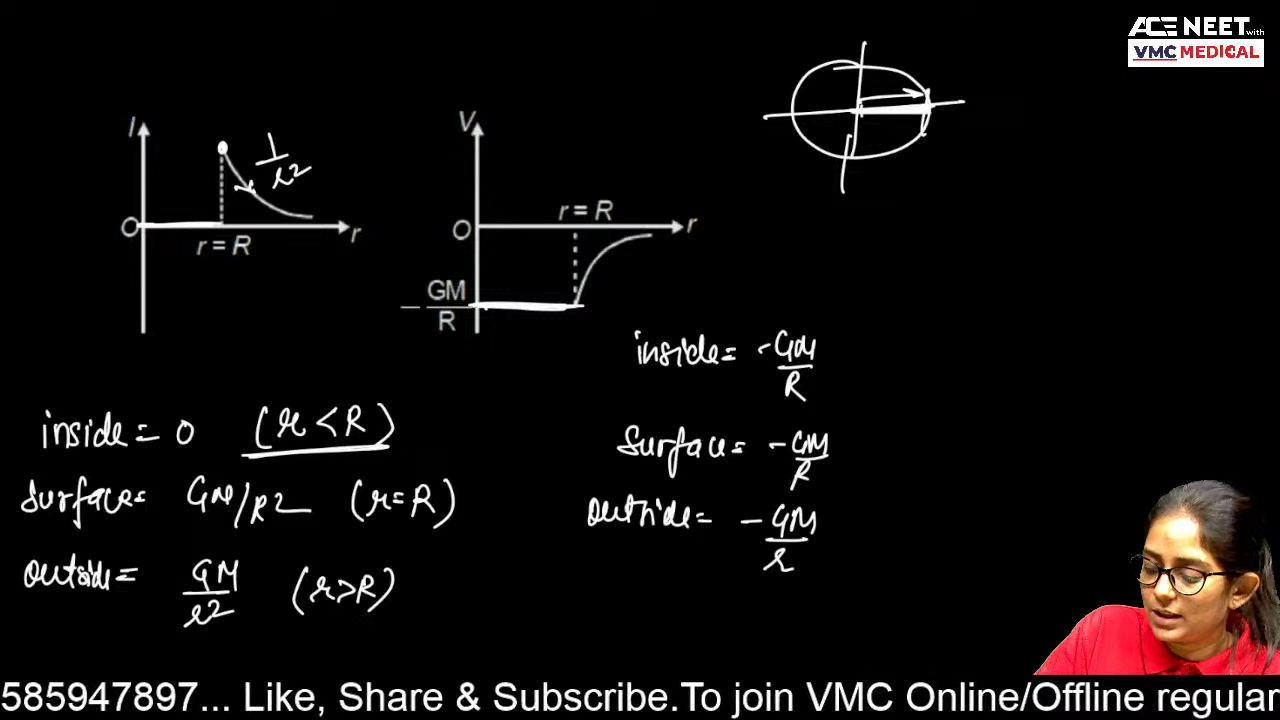 ACE NEET with
VMC MEDICAL
I
1/r²
O
r = R
r
V
r = R
O
r
− GM/R
inside = -GM/R
inside = 0 (r < R)
Surface = -GM/R
Surface = GM/R2 (r = R)
Outside = -GM/r
Outside = GM/r2 (r > R)
585947897... Like, Share & Subscribe.To join VMC Online/Offline regular